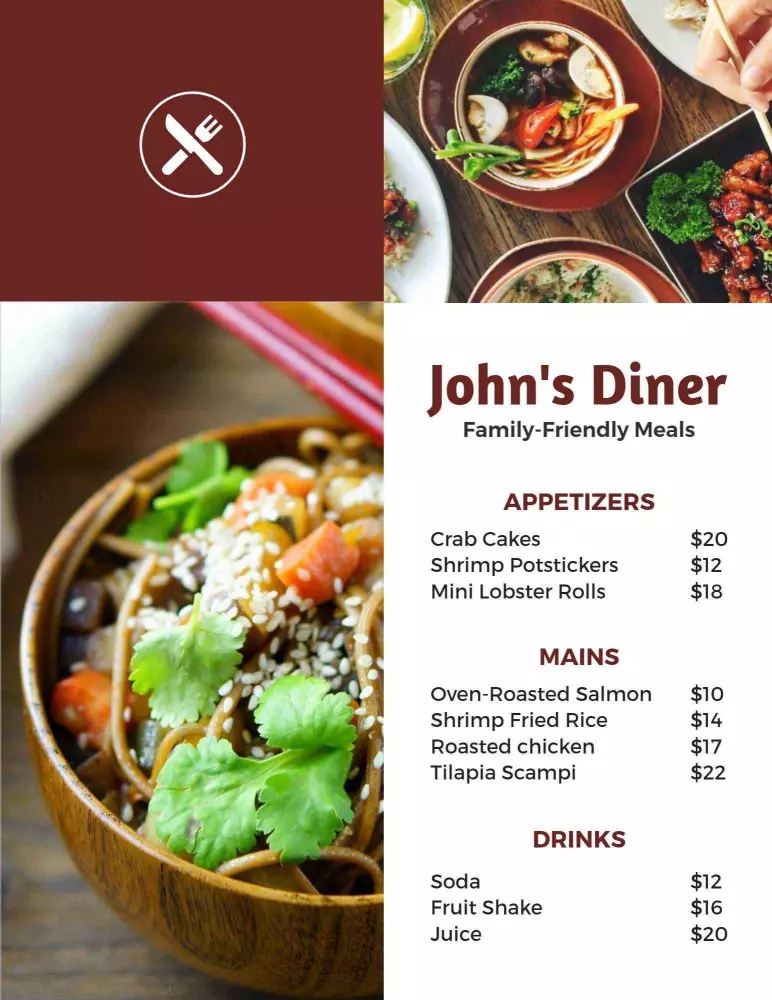 John's Diner
Family-Friendly Meals
APPETIZERS
Crab Cakes $20
Shrimp Potstickers $12
Mini Lobster Rolls $18
MAINS
Oven-Roasted Salmon $10
Shrimp Fried Rice $14
Roasted chicken $17
Tilapia Scampi $22
DRINKS
Soda $12
Fruit Shake $16
Juice $20